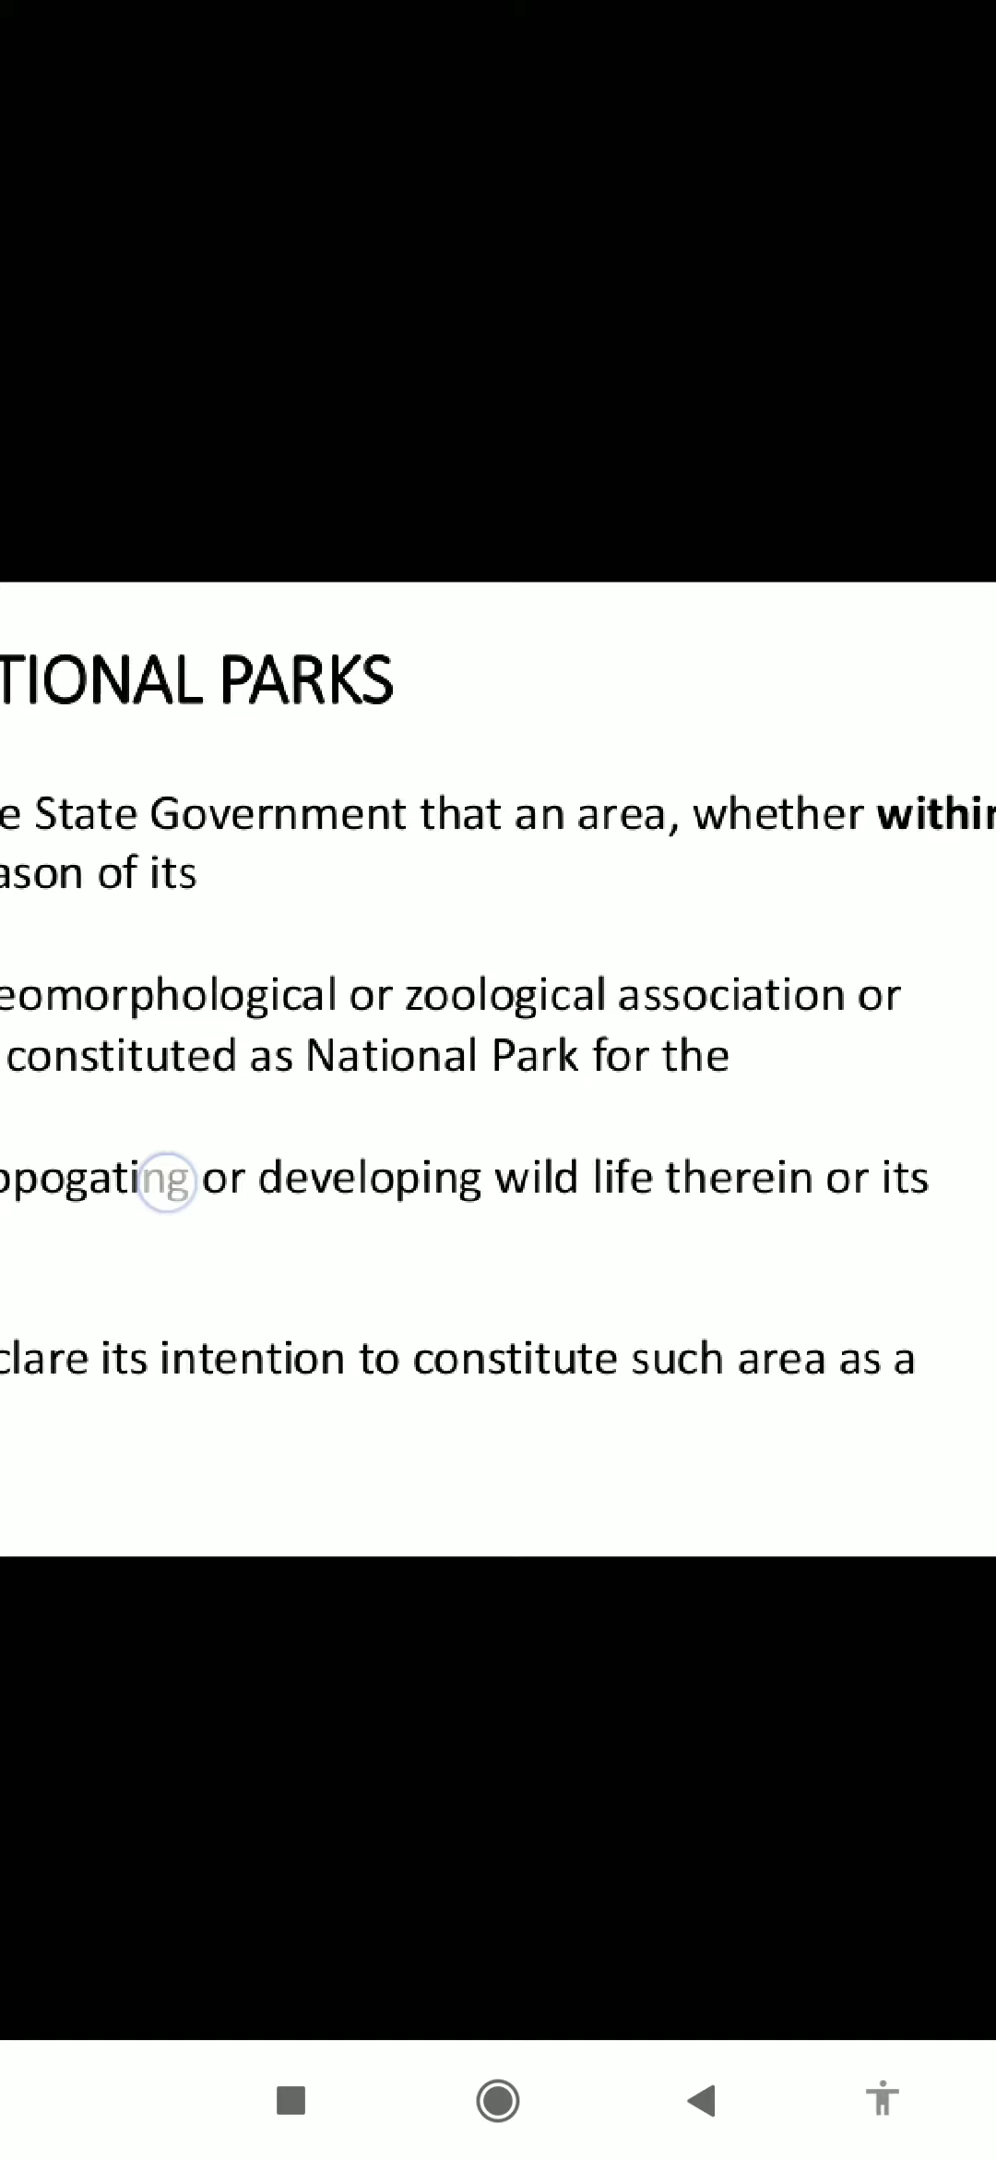 TIONAL PARKS
e State Government that an area, whether within
ason of its
eomorphological or zoological association or
constituted as National Park for the
opogating or developing wild life therein or its
clare its intention to constitute such area as a